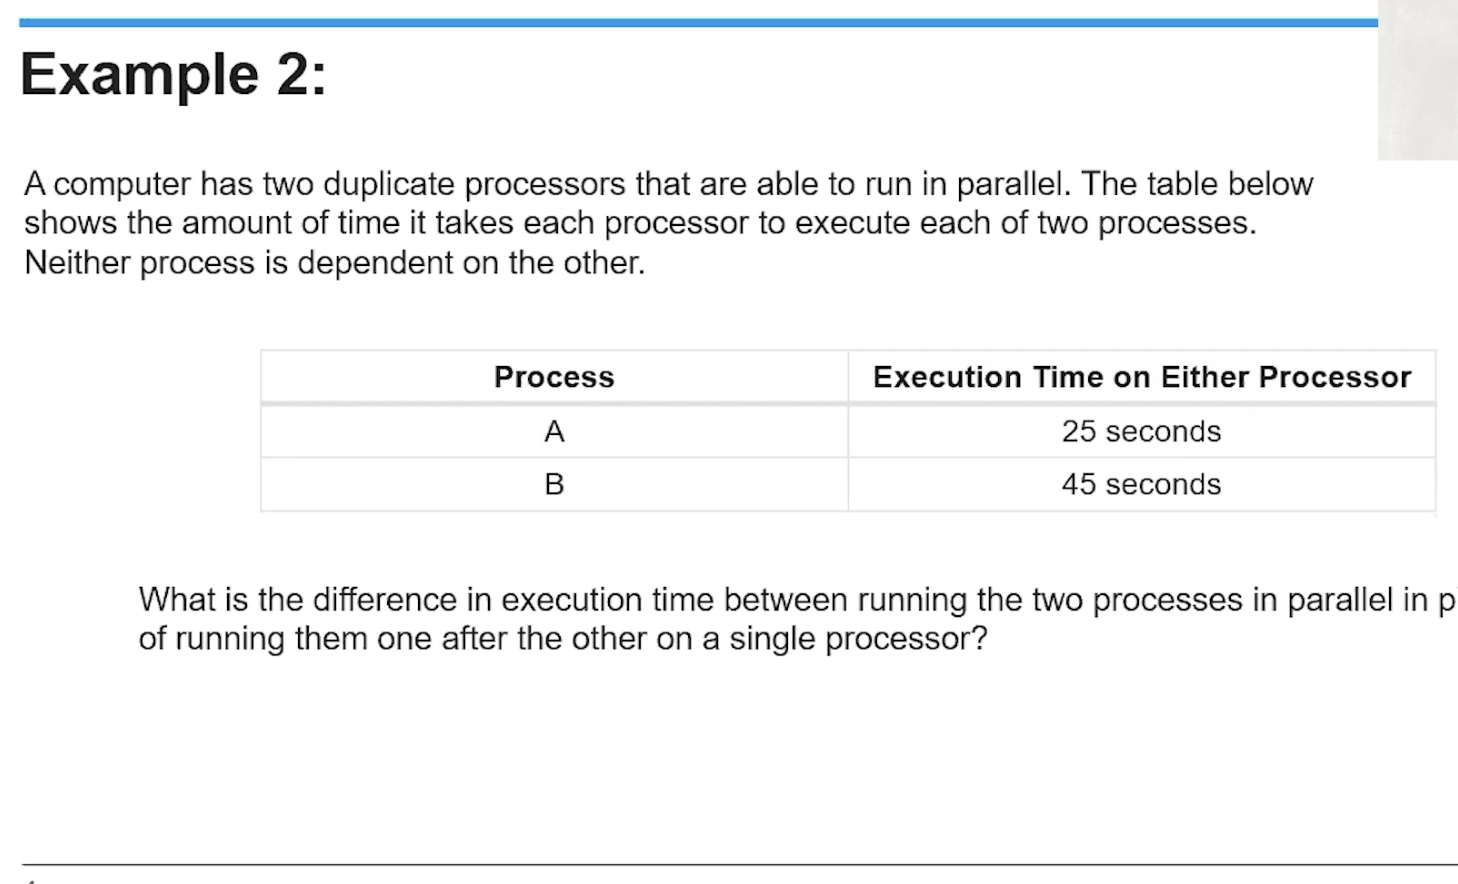 Example 2:
A computer has two duplicate processors that are able to run in parallel. The table below
shows the amount of time it takes each processor to execute each of two processes.
Neither process is dependent on the other.
Process Execution Time on Either Processor
A 25 seconds
B 45 seconds
What is the difference in execution time between running the two processes in parallel in
of running them one after the other on a single processor?